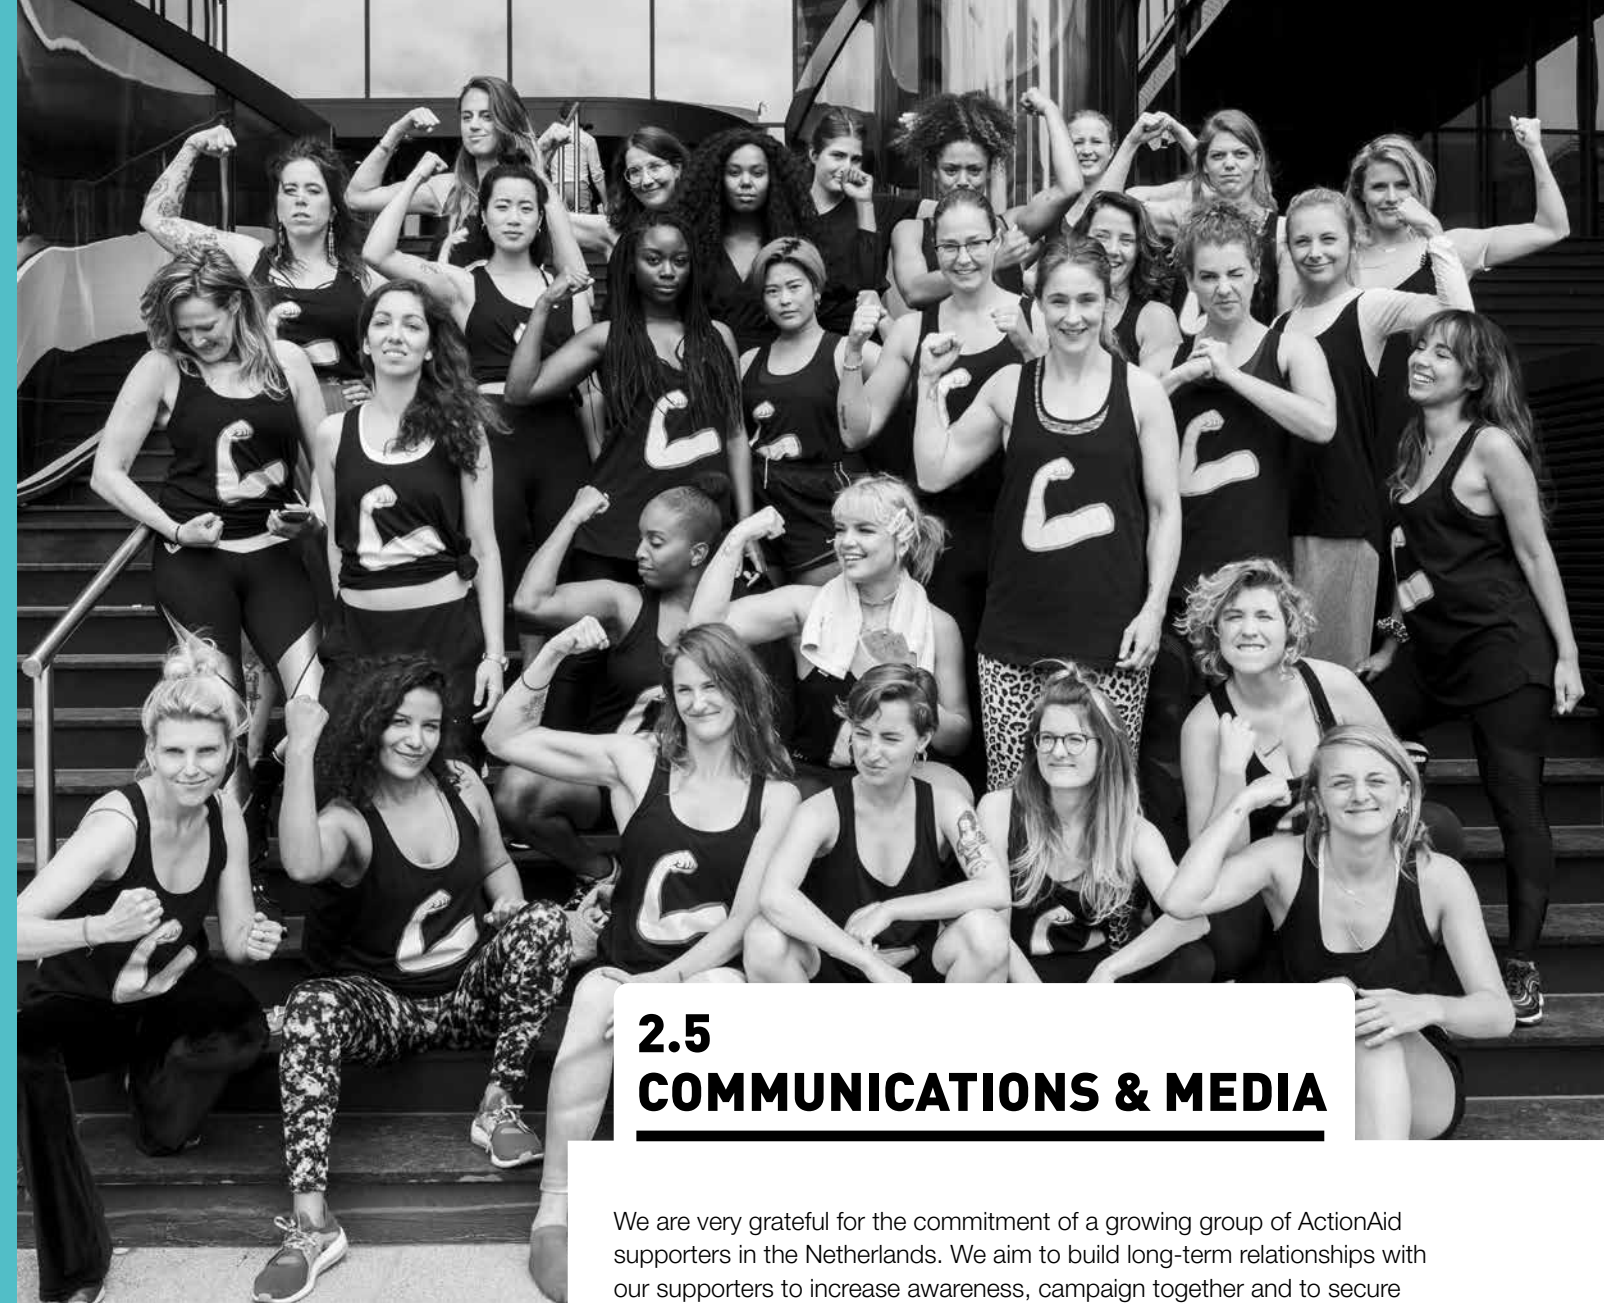 2.5
COMMUNICATIONS & MEDIA
We are very grateful for the commitment of a growing group of ActionAid
supporters in the Netherlands. We aim to build long-term relationships with
our supporters to increase awareness, campaign together and to secure